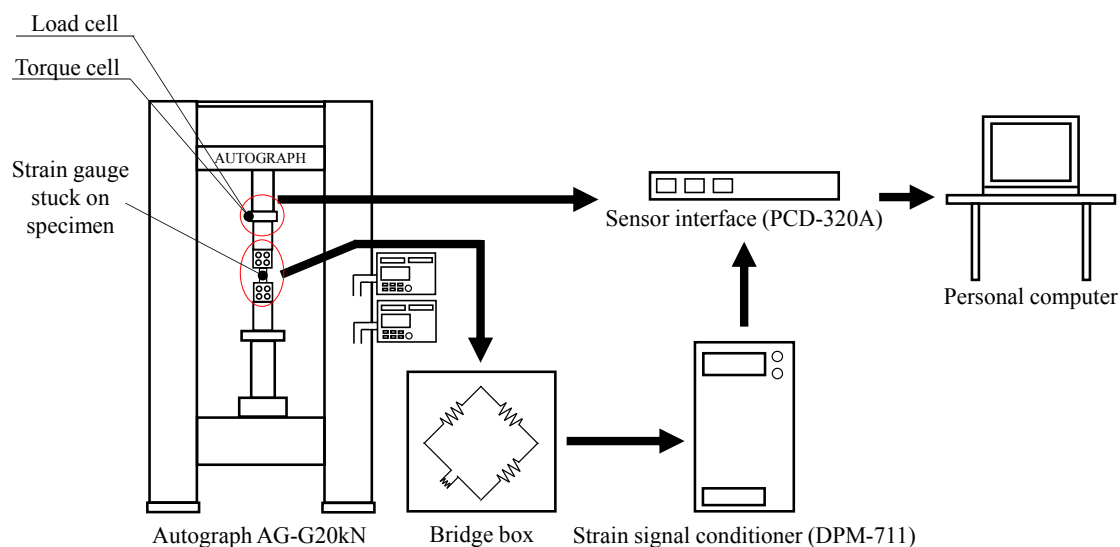 Load cell
Torque cell
AUTOGRAPH
Strain gauge
stuck on
specimen
Sensor interface (PCD-320A)
Personal computer
Autograph AG-G20kN
Bridge box
Strain signal conditioner (DPM-711)